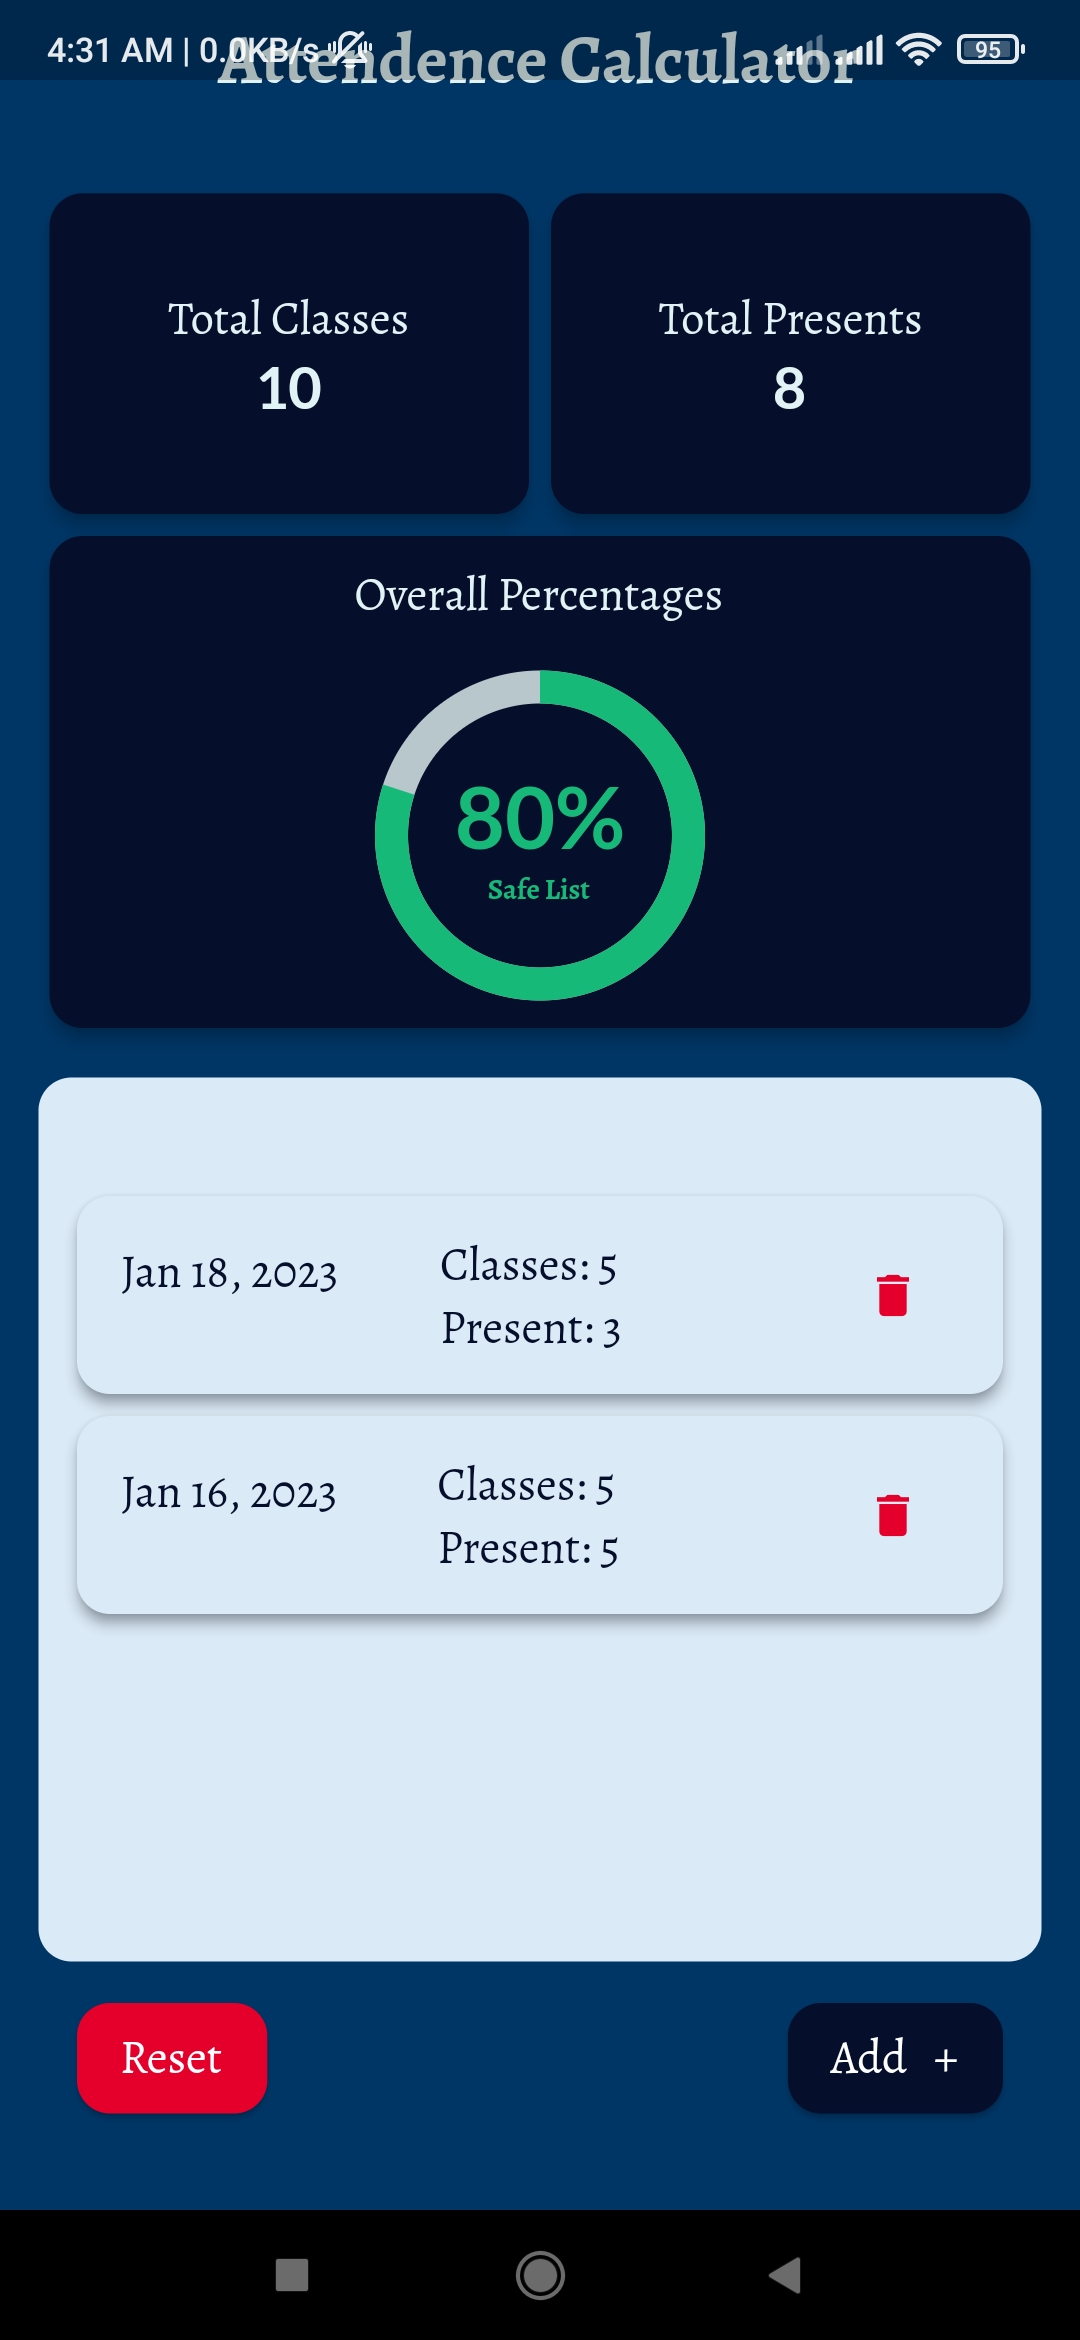 4:31 AM | 0.0KB/s
95
Attendence Calculator
Total Classes
10
Total Presents
8
Overall Percentages
80%
Safe List
Jan 18, 2023
Classes: 5
Present: 3
Jan 16, 2023
Classes: 5
Present: 5
Reset
Add +